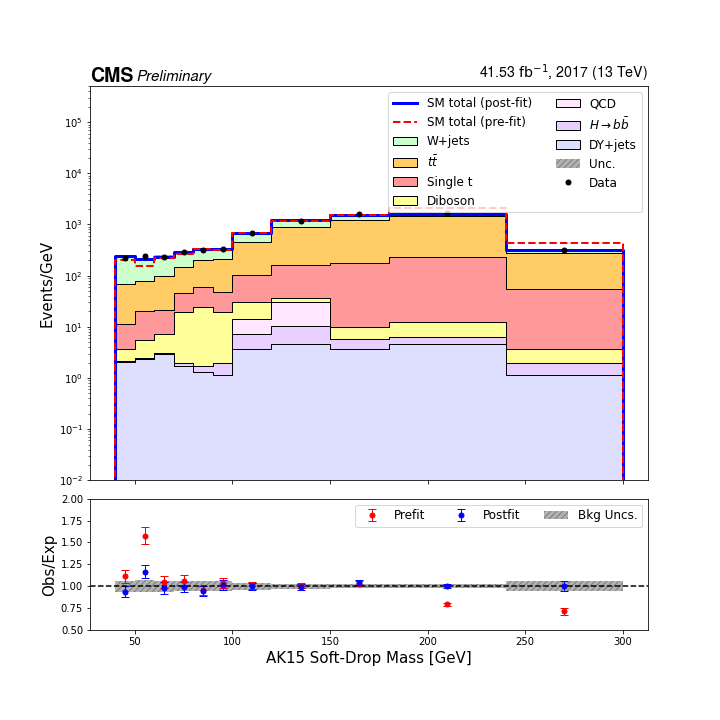 CMS Preliminary 41.53 fb⁻¹, 2017 (13 TeV)
SM total (post-fit)
SM total (pre-fit)
W+jets
tt̄
Single t
Diboson
QCD
H→bb̄
DY+jets
Unc.
Data
Events/GeV
10⁵
10⁴
10³
10²
10¹
10⁰
10⁻¹
10⁻²
Prefit Postfit Bkg Uncs.
Obs/Exp
2.00
1.75
1.50
1.25
1.00
0.75
0.50
50 100 150 200 250 300
AK15 Soft-Drop Mass [GeV]